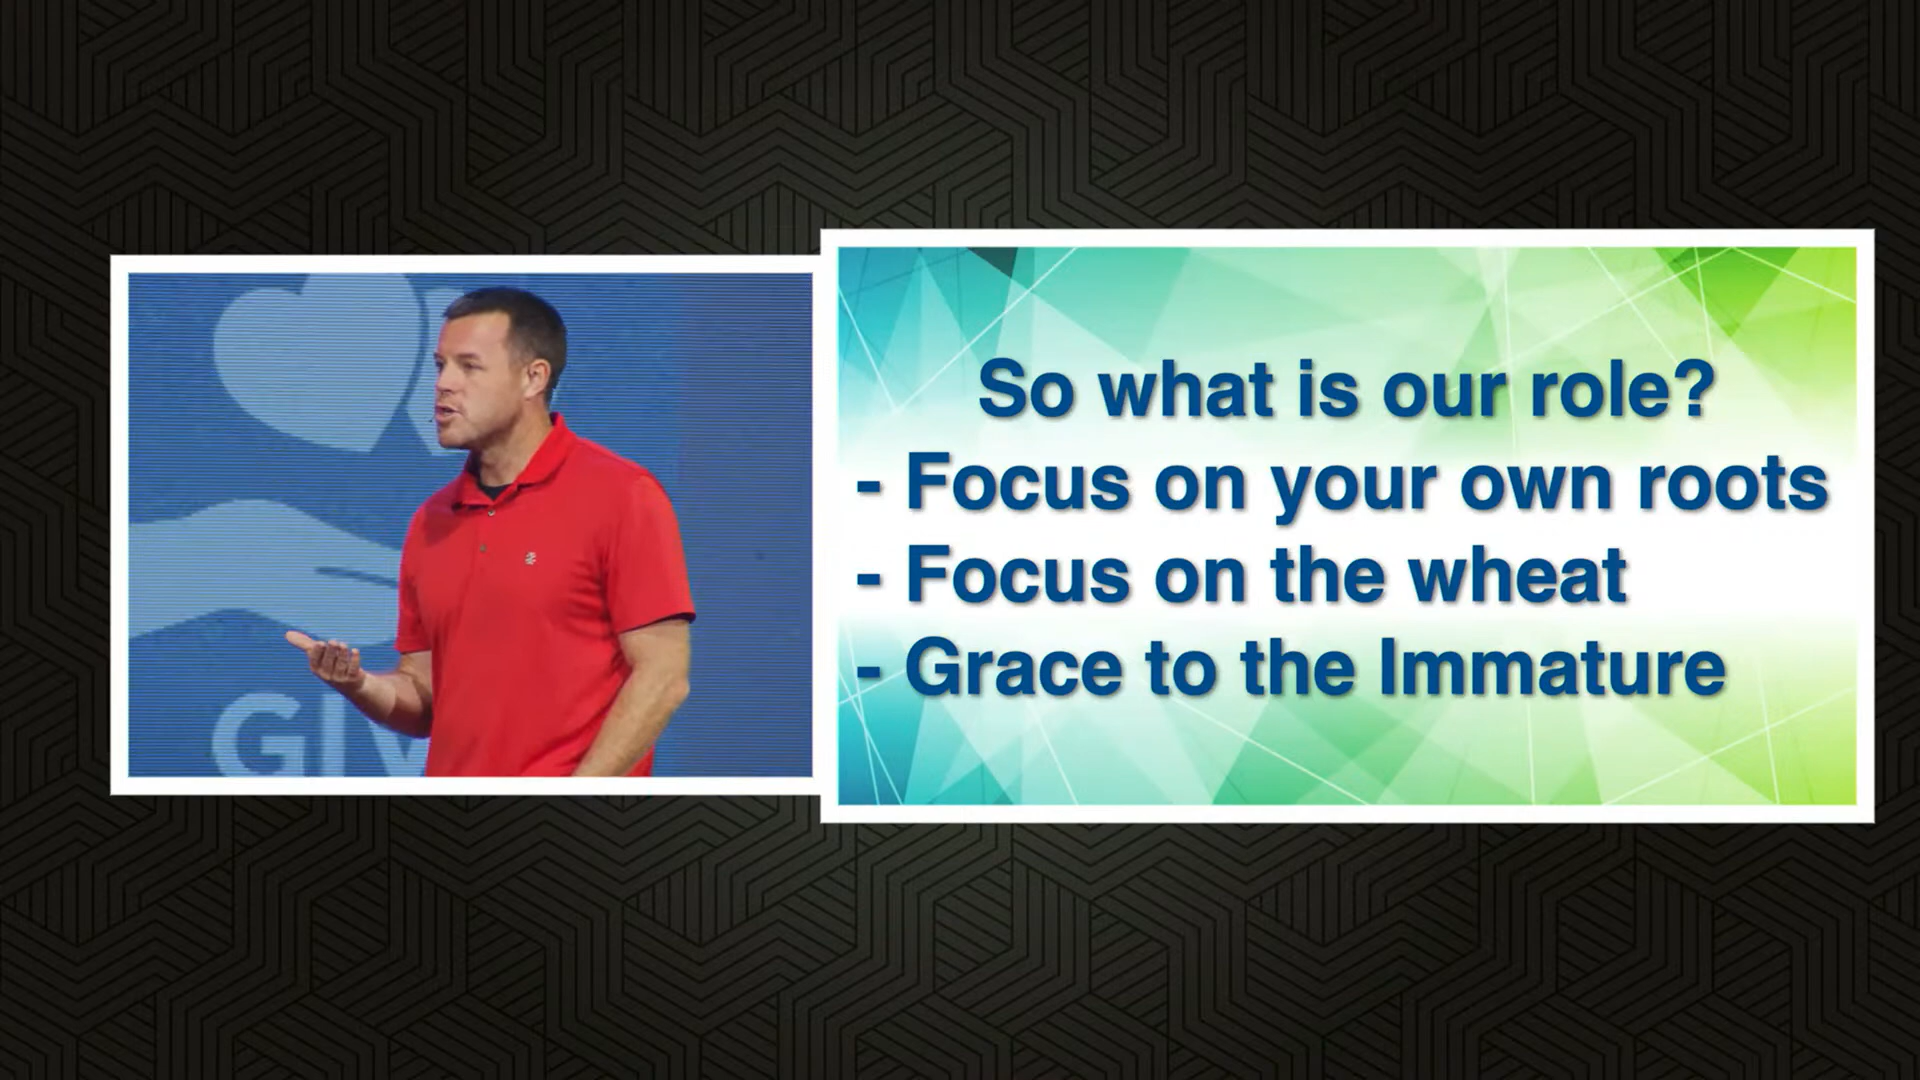 So what is our role?
- Focus on your own roots
- Focus on the wheat
- Grace to the Immature